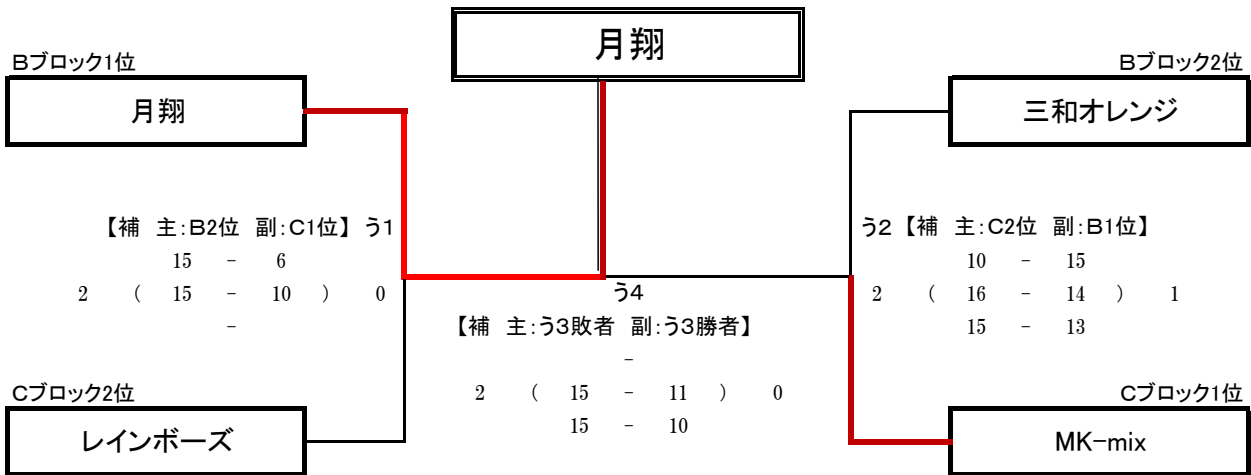 月翔
Bブロック1位
Bブロック2位
月翔
三和オレンジ
【補 主:B2位 副:C1位】 う1
15 - 6
2 ( 15 - 10 ) 0
-
う2 【補 主:C2位 副:B1位】
10 - 15
2 ( 16 - 14 ) 1
15 - 13
う4
【補 主:う3敗者 副:う3勝者】
-
2 ( 15 - 11 ) 0
15 - 10
Cブロック2位
Cブロック1位
レインボーズ
MK-mix